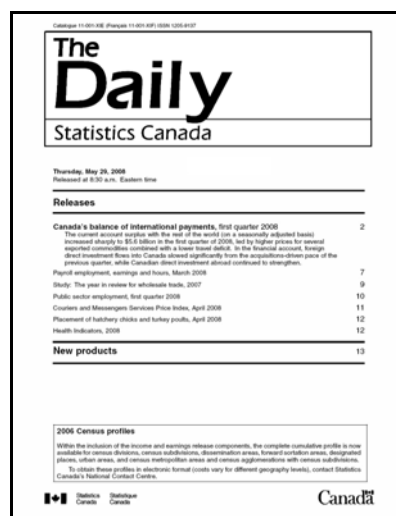 Catalogue 11-001-XIE (Français 11-001-XIF) ISSN 1205-9137
The
Daily
Statistics Canada
Thursday, May 29, 2008
Released at 8:30 a.m. Eastern time
Releases
Canada's balance of international payments, first quarter 2008 2
The current account surplus with the rest of the world (on a seasonally adjusted basis)
increased sharply to $5.6 billion in the first quarter of 2008, led by higher prices for several
exported commodities combined with a lower travel deficit. In the financial account, foreign
direct investment flows into Canada slowed significantly from the acquisitions-driven pace of the
previous quarter, while Canadian direct investment abroad continued to strengthen.
Payroll employment, earnings and hours, March 2008 7
Study: The year in review for wholesale trade, 2007 9
Public sector employment, first quarter 2008 10
Couriers and Messengers Services Price Index, April 2008 11
Placement of hatchery chicks and turkey poults, April 2008 12
Health Indicators, 2008 12
New products 13
2006 Census profiles
Within the inclusion of the income and earnings release components, the complete cumulative profile is now
available for census divisions, census subdivisions, dissemination areas, forward sortation areas, designated
places, urban areas, and census metropolitan areas and census agglomerations with census subdivisions.
To obtain these profiles in electronic format (costs vary for different geography levels), contact Statistics
Canada's National Contact Centre.
Statistics Statistique
Canada Canada
Canada